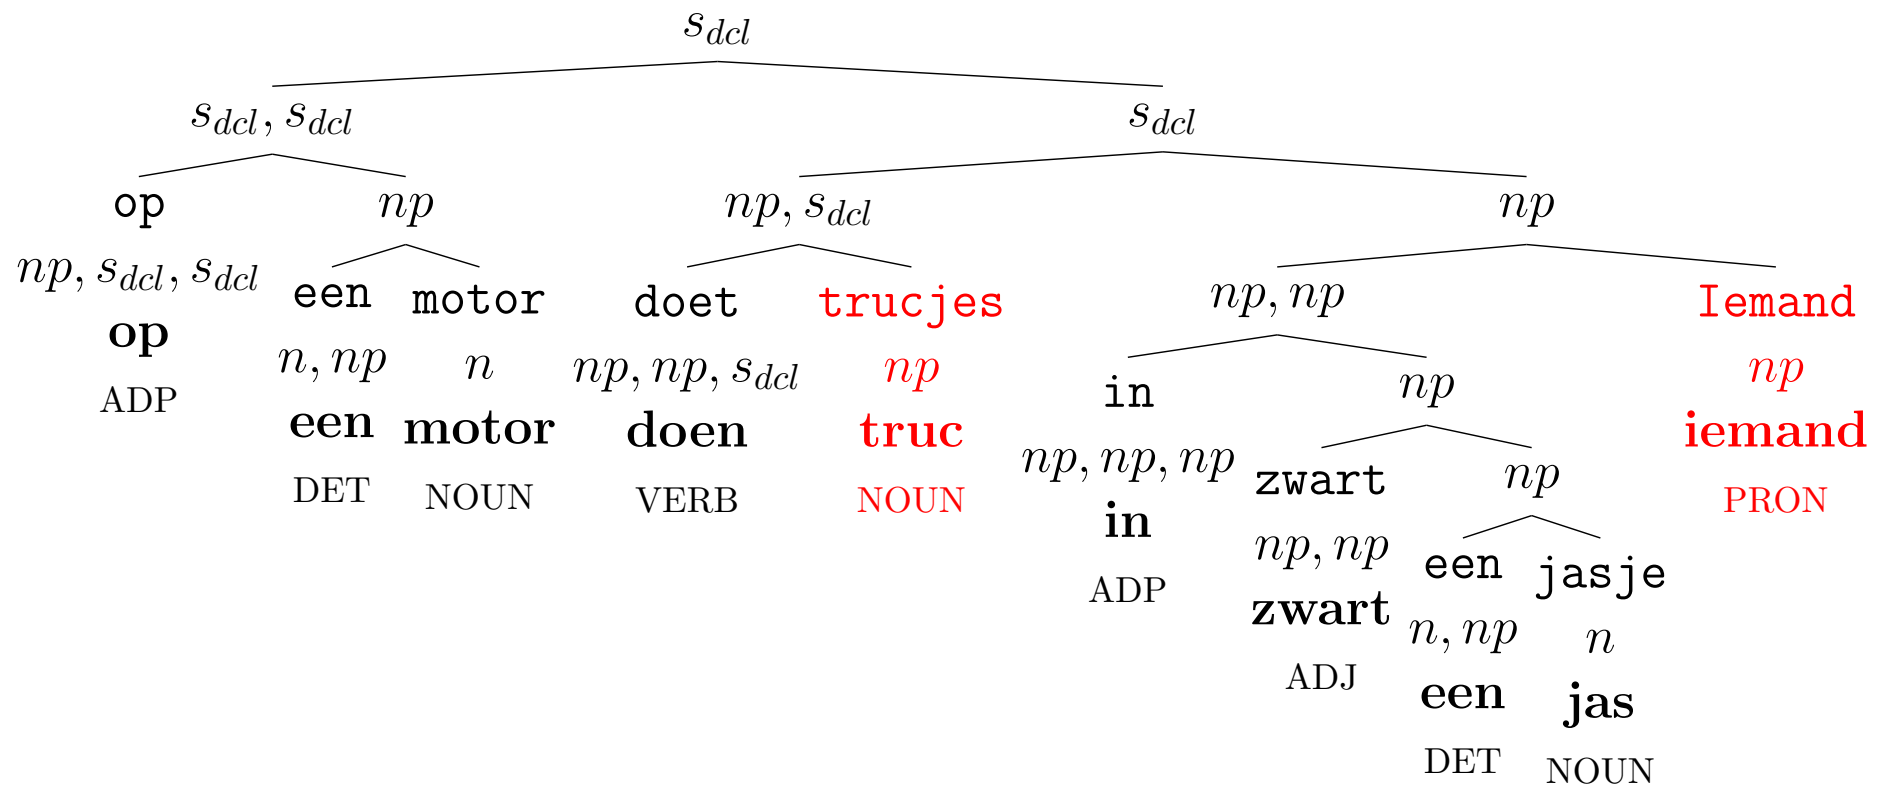 s_dcl
s_dcl, s_dcl s_dcl
op np np, s_dcl np
np, s_dcl, s_dcl een motor doet trucjes np, np Iemand
op n, np n np, np, s_dcl np in np np
ADP een motor doen truc np, np, np zwart np iemand
DET NOUN VERB NOUN in np, np een jasje PRON
ADP zwart n, np n
ADJ een jas
DET NOUN